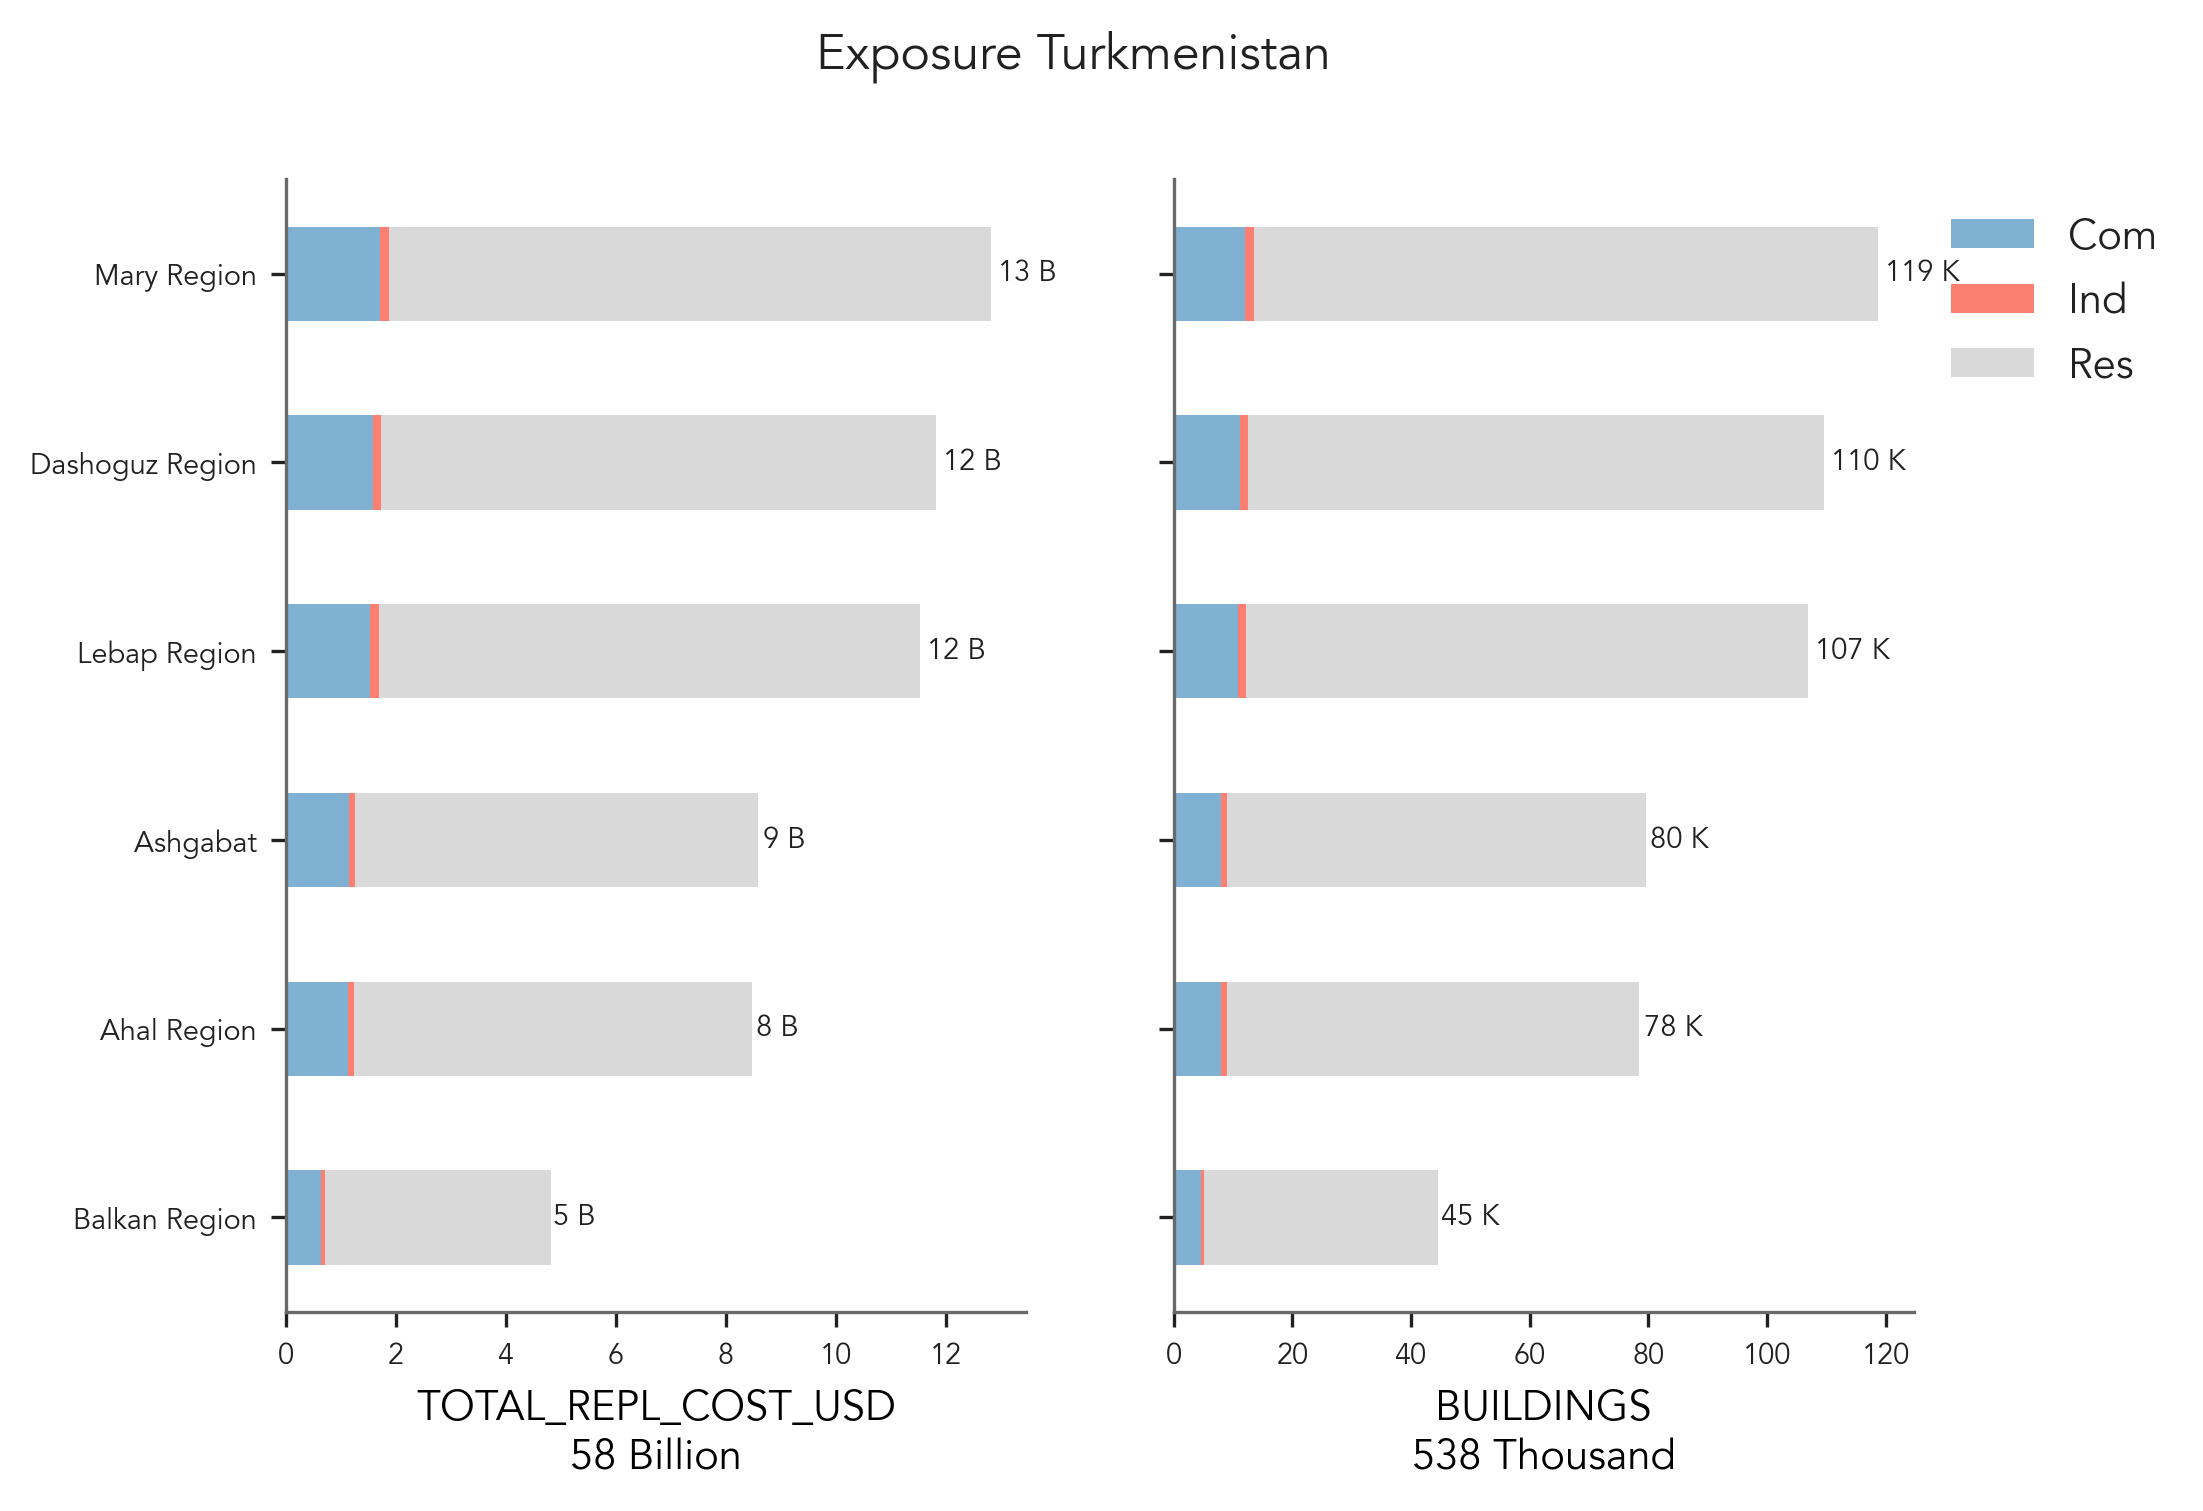 Exposure Turkmenistan
Mary Region
13 B
Dashoguz Region
12 B
Lebap Region
12 B
Ashgabat
9 B
Ahal Region
8 B
Balkan Region
5 B
0 2 4 6 8 10 12
TOTAL_REPL_COST_USD
58 Billion
119 K
110 K
107 K
80 K
78 K
45 K
0 20 40 60 80 100 120
BUILDINGS
538 Thousand
Com
Ind
Res